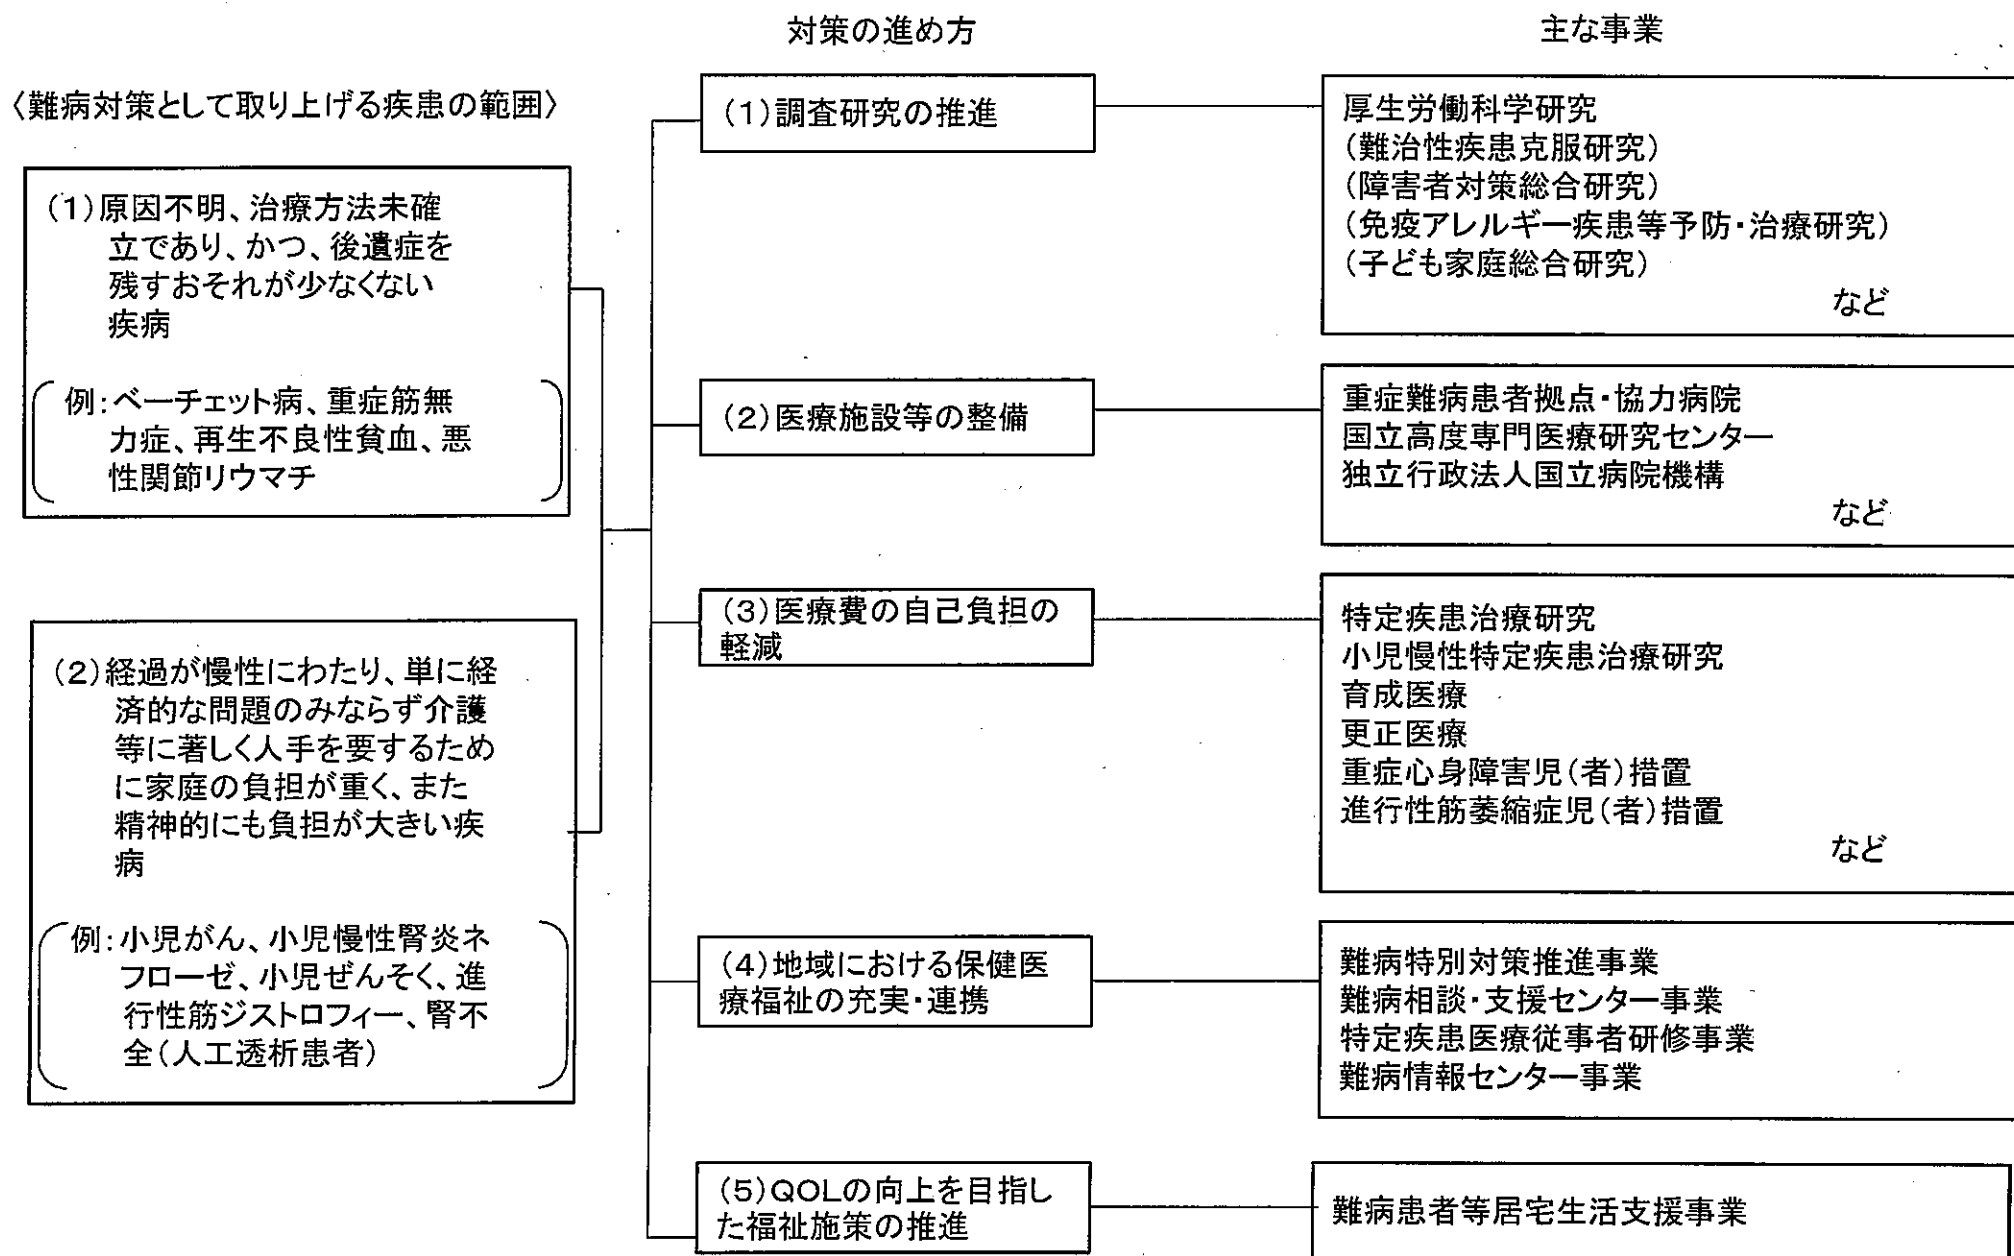 対策の進め方
主な事業
〈難病対策として取り上げる疾患の範囲〉
(1)原因不明、治療方法未確
立であり、かつ、後遺症を
残すおそれが少なくない
疾病
例:ベーチェット病、重症筋無
力症、再生不良性貧血、悪
性関節リウマチ
(2)経過が慢性にわたり、単に経
済的な問題のみならず介護
等に著しく人手を要するため
に家庭の負担が重く、また
精神的にも負担が大きい疾
病
例:小児がん、小児慢性腎炎ネ
フローゼ、小児ぜんそく、進
行性筋ジストロフィー、腎不
全(人工透析患者)
(1)調査研究の推進
厚生労働科学研究
(難治性疾患克服研究)
(障害者対策総合研究)
(免疫アレルギー疾患等予防・治療研究)
(子ども家庭総合研究)
など
(2)医療施設等の整備
重症難病患者拠点・協力病院
国立高度専門医療研究センター
独立行政法人国立病院機構
など
(3)医療費の自己負担の
軽減
特定疾患治療研究
小児慢性特定疾患治療研究
育成医療
更正医療
重症心身障害児(者)措置
進行性筋萎縮症児(者)措置
など
(4)地域における保健医
療福祉の充実・連携
難病特別対策推進事業
難病相談・支援センター事業
特定疾患医療従事者研修事業
難病情報センター事業
(5)QOLの向上を目指し
た福祉施策の推進
難病患者等居宅生活支援事業